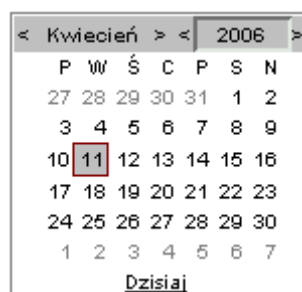 < Kwiecień > < 2006 >
P W Ś C P S N
27 28 29 30 31 1 2
3 4 5 6 7 8 9
10 11 12 13 14 15 16
17 18 19 20 21 22 23
24 25 26 27 28 29 30
1 2 3 4 5 6 7
Dzisiaj